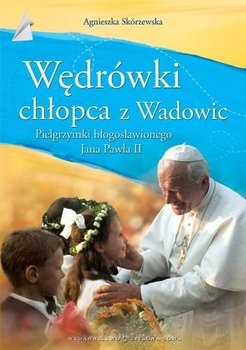 Agnieszka Skórzewska
Wędrówki
chłopca z Wadowic
Pielgrzymki błogosławionego
Jana Pawła II